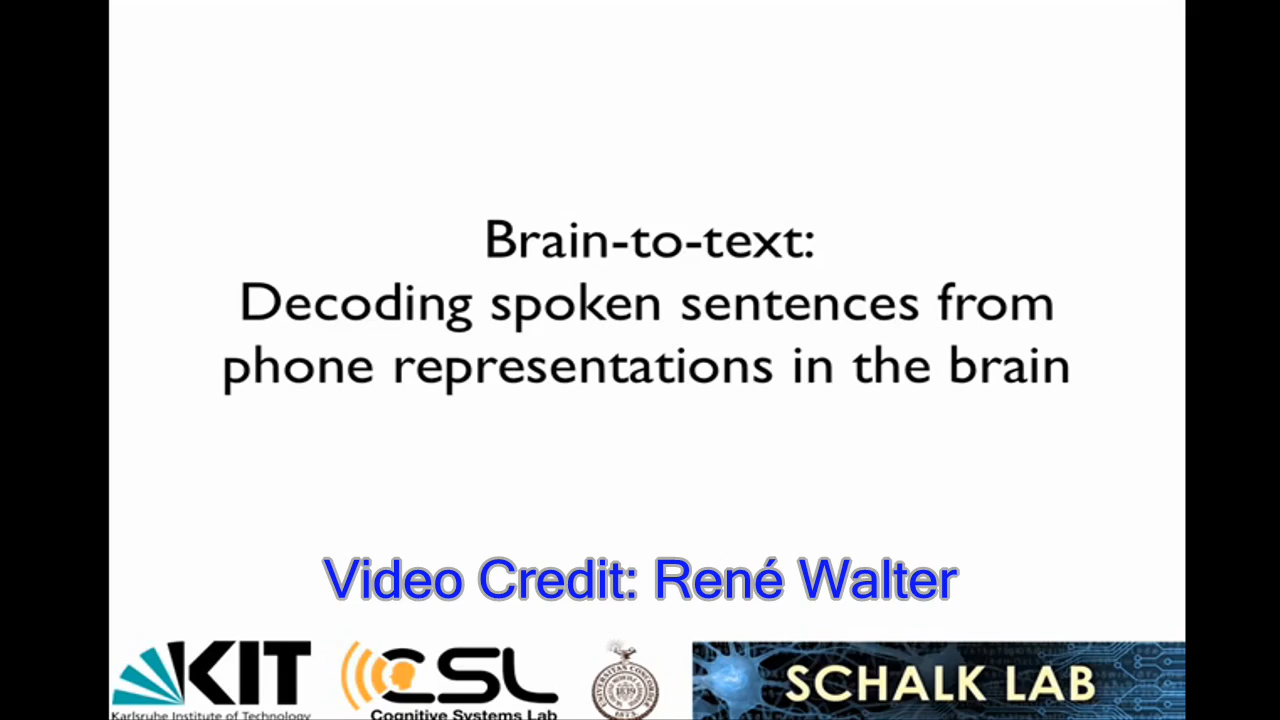 Brain-to-text:
Decoding spoken sentences from
phone representations in the brain
Video Credit: René Walter
KIT
Karlsruhe Institute of Technology
CSL
Cognitive Systems Lab
1839
SCHALK LAB